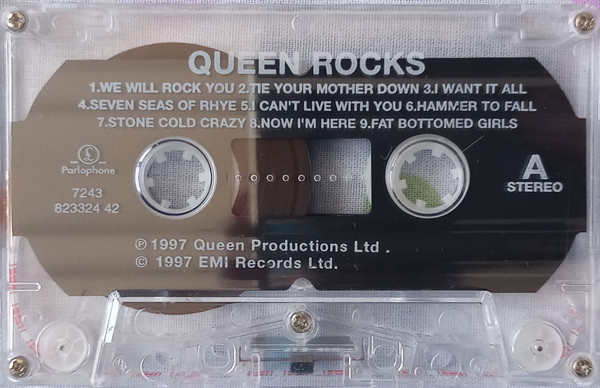 QUEEN ROCKS
1.WE WILL ROCK YOU 2.TIE YOUR MOTHER DOWN 3.I WANT IT ALL
4.SEVEN SEAS OF RHYE 5.I CAN'T LIVE WITH YOU 6.HAMMER TO FALL
7.STONE COLD CRAZY 8.NOW I'M HERE 9.FAT BOTTOMED GIRLS
Parlophone
7243
823324 42
A
STEREO
℗ 1997 Queen Productions Ltd .
© 1997 EMI Records Ltd.